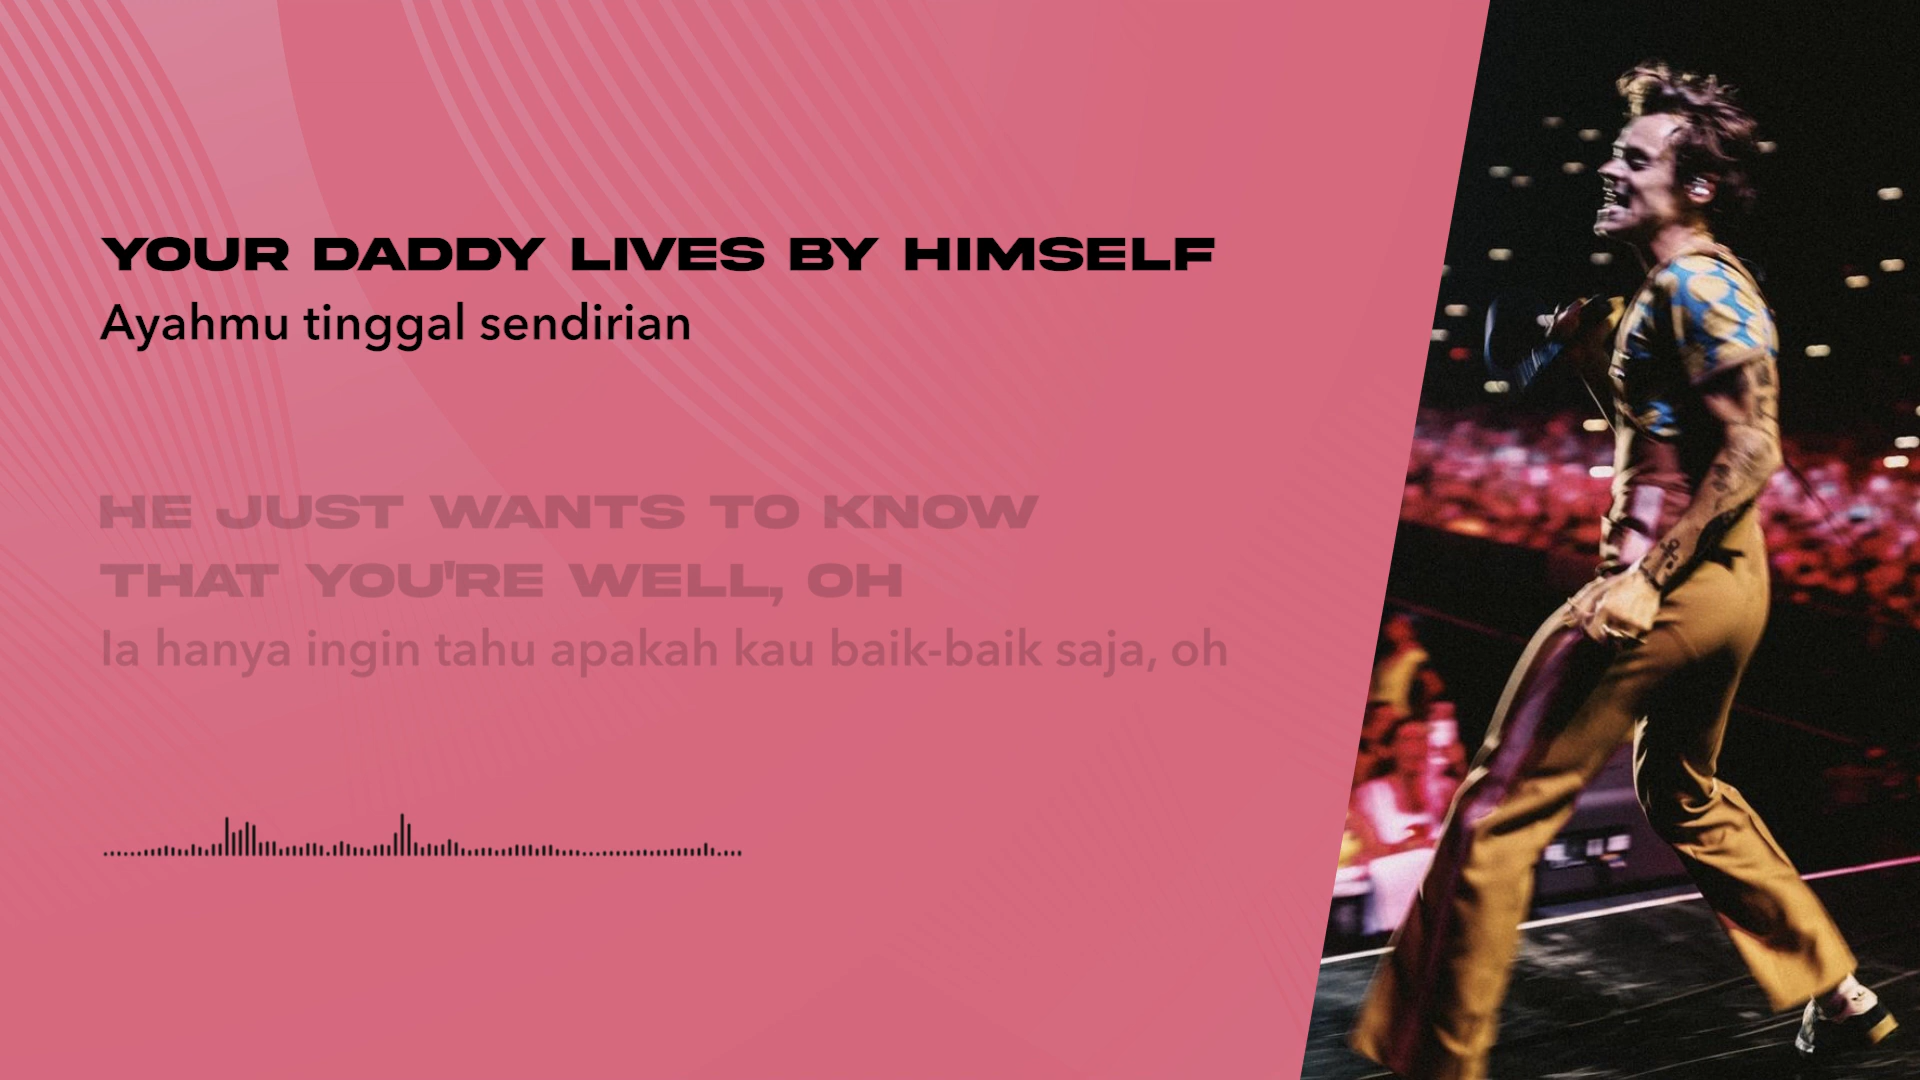 YOUR DADDY LIVES BY HIMSELF
Ayahmu tinggal sendirian
HE JUST WANTS TO KNOW
THAT YOU'RE WELL, OH
Ia hanya ingin tahu apakah kau baik-baik saja, oh